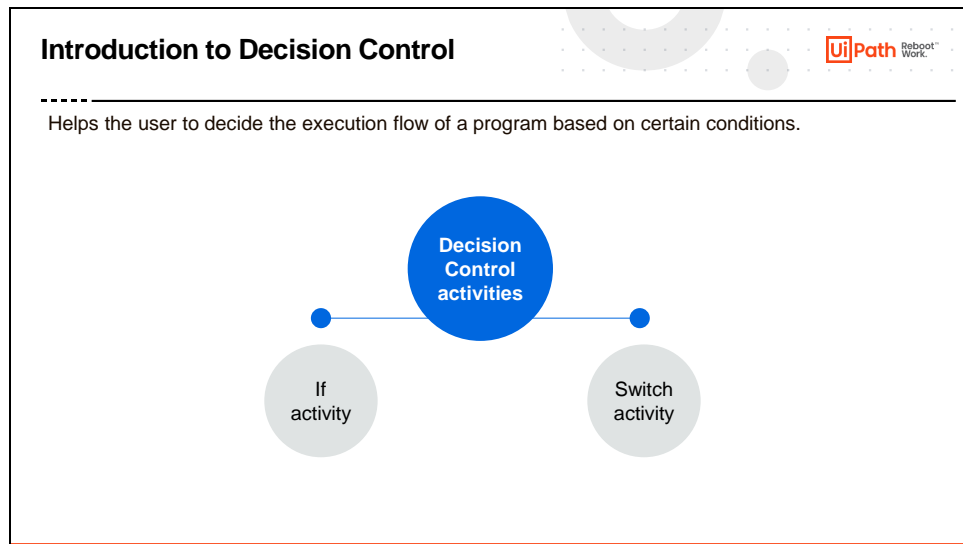 Introduction to Decision Control
UiPath Reboot™
Work.
Helps the user to decide the execution flow of a program based on certain conditions.
Decision
Control
activities
If
activity
Switch
activity